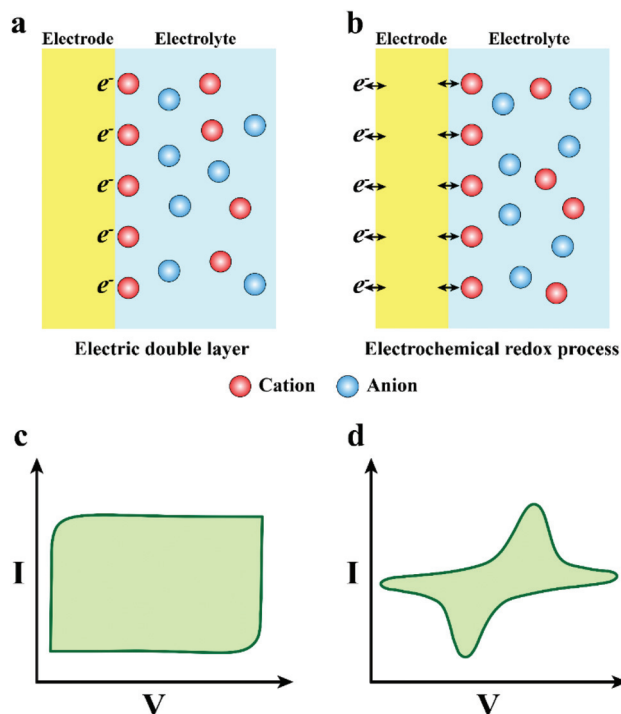 a
Electrode Electrolyte
e-
e-
e-
e-
e-
Electric double layer
b
Electrode Electrolyte
e-
e-
e-
e-
e-
Electrochemical redox process
Cation Anion
c
I
V
d
I
V